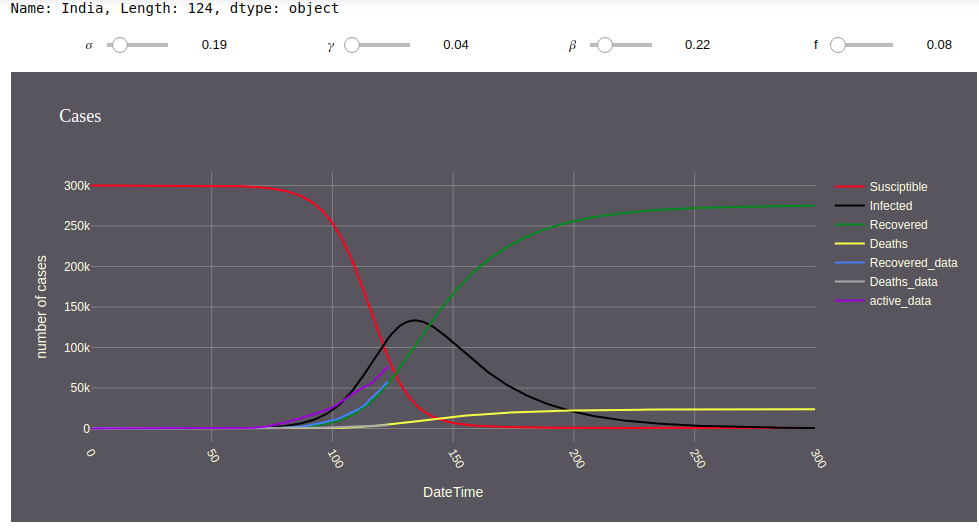 Name: India, Length: 124, dtype: object
σ 0.19 γ 0.04 β 0.22 f 0.08
Cases
300k
250k
200k
150k
100k
50k
0
number of cases
0 50 100 150 200 250 300
DateTime
Susciptible
Infected
Recovered
Deaths
Recovered_data
Deaths_data
active_data